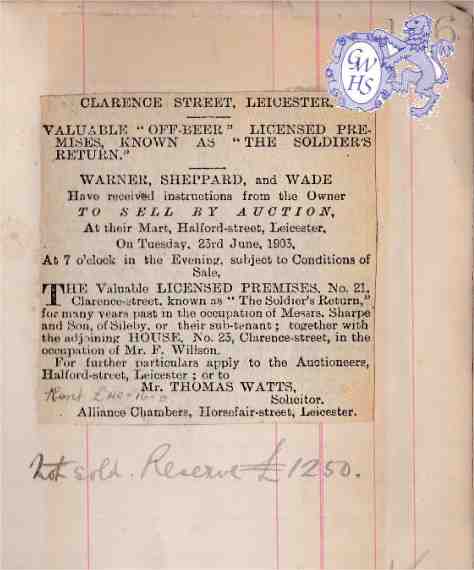 CLARENCE STREET, LEICESTER.
VALUABLE "OFF-BEER" LICENSED PRE-
MISES, KNOWN AS "THE SOLDIER'S
RETURN."
WARNER, SHEPPARD, and WADE
Have received instructions from the Owner
TO SELL BY AUCTION,
At their Mart, Halford-street, Leicester,
On Tuesday, 23rd June, 1903,
At 7 o'clock in the Evening, subject to Conditions of
Sale,
THE Valuable LICENSED PREMISES, No. 21,
Clarence-street, known as "The Soldier's Return,"
for many years past in the occupation of Messrs. Sharpe
and Son, of Sileby, or their sub-tenant; together with
the adjoining HOUSE, No. 23, Clarence-street, in the
occupation of Mr. F. Willson.
For further particulars apply to the Auctioneers,
Halford-street, Leicester; or to
Mr. THOMAS WATTS,
Rent £
Solicitor.
Alliance Chambers, Horsefair-street, Leicester.
Not sold. Reserve £1250.
GW
HS